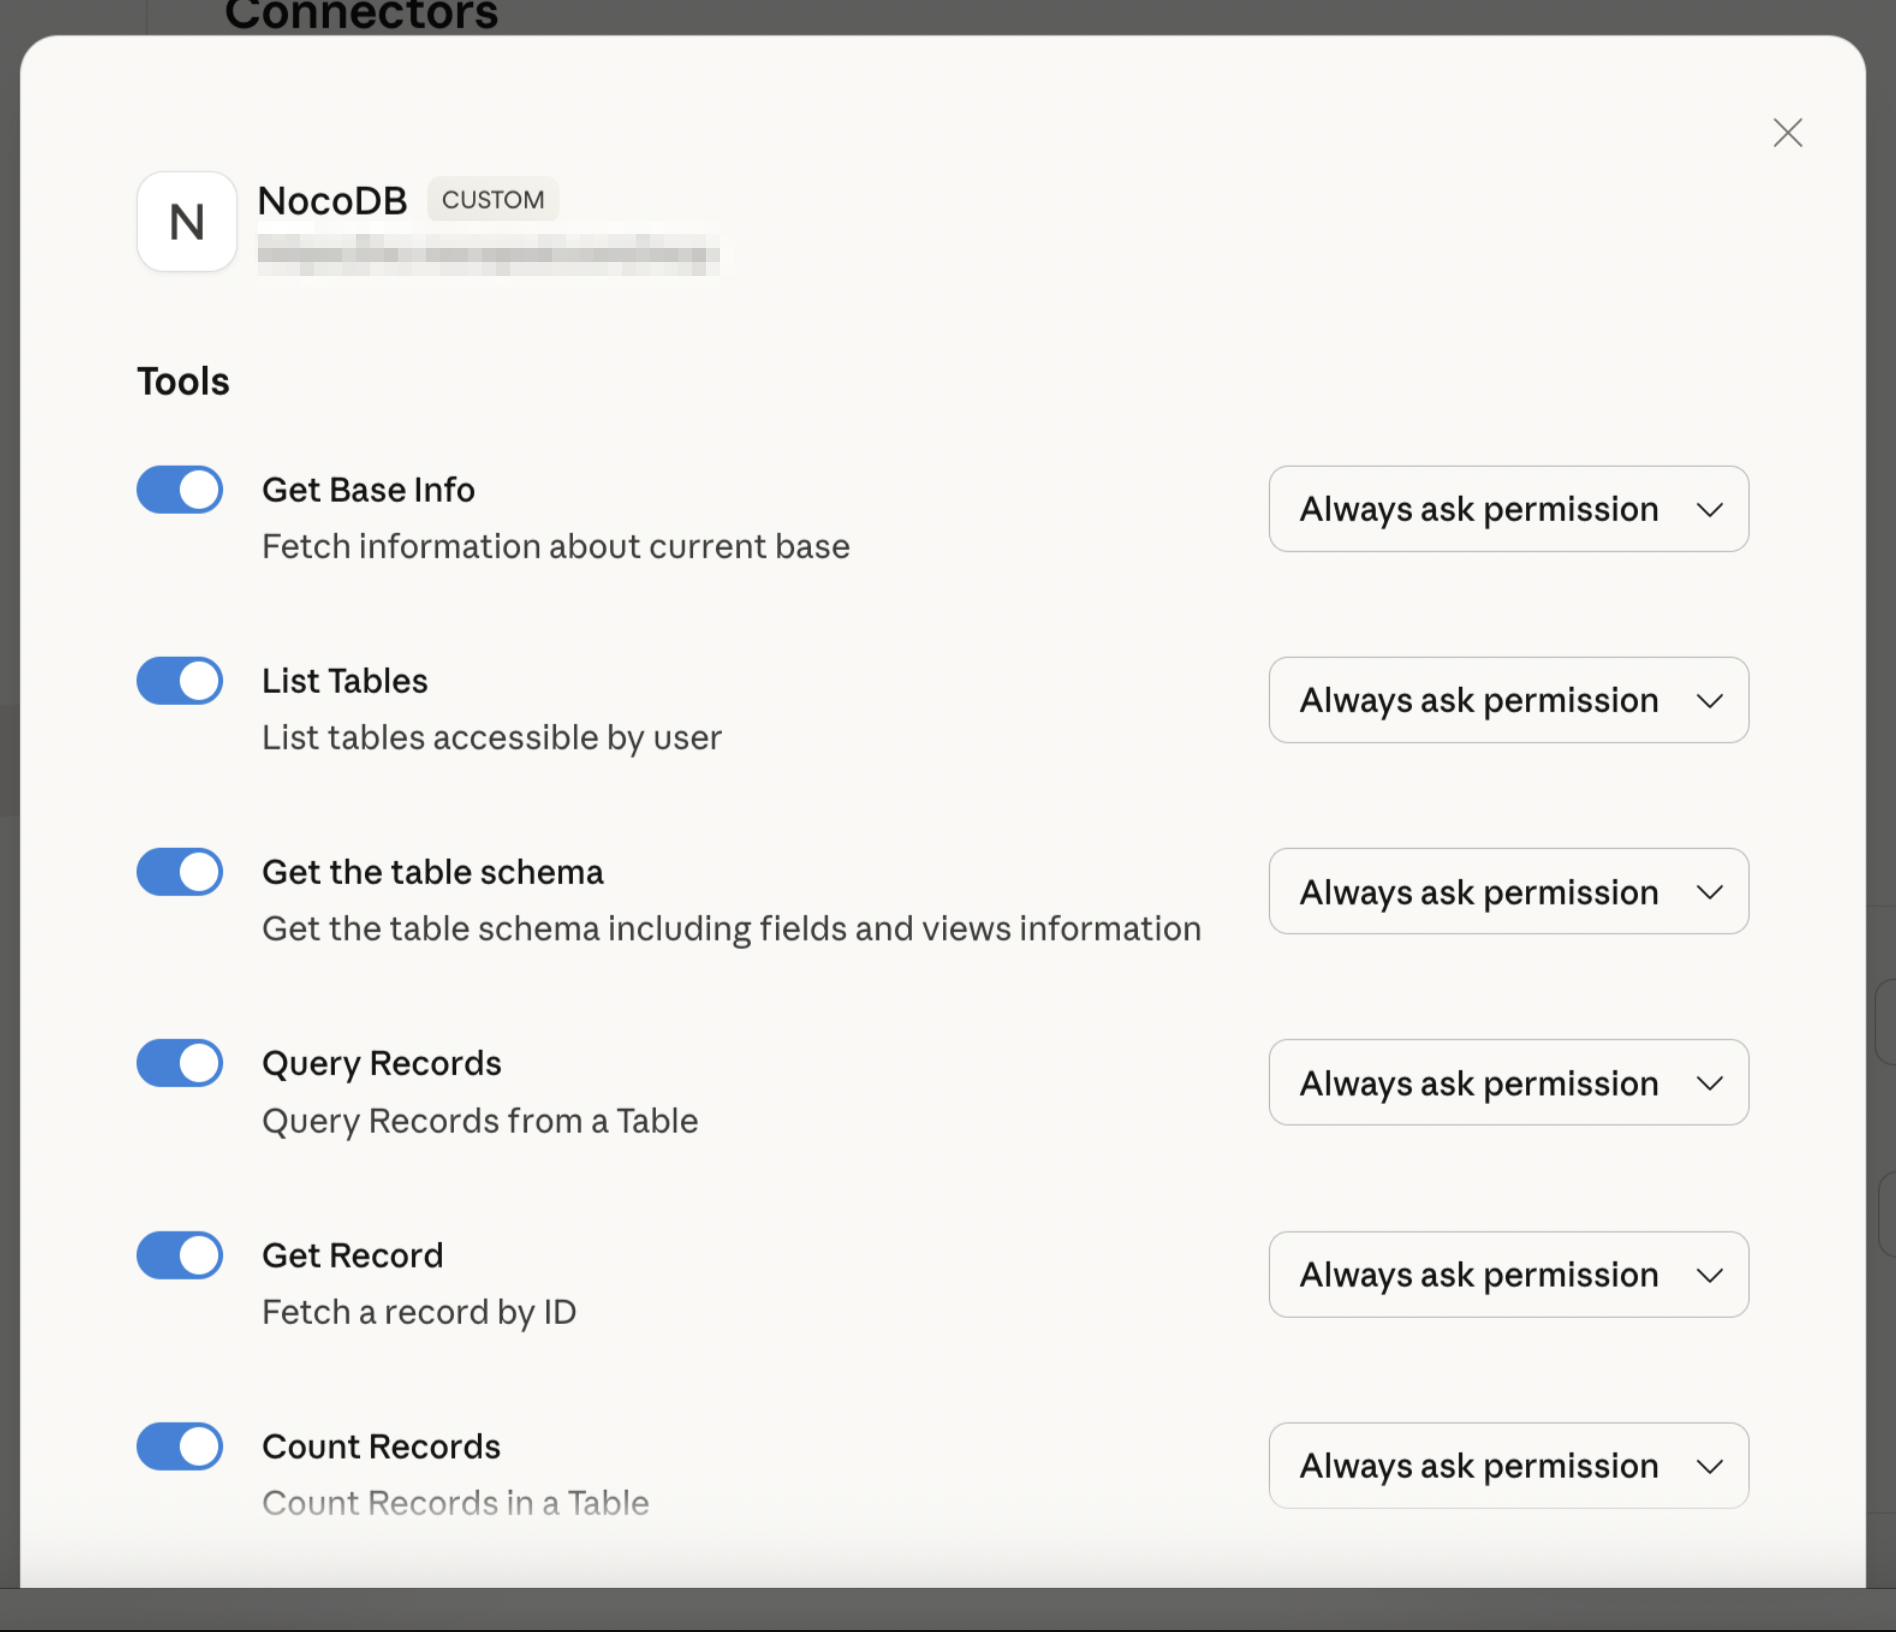 Connectors
N
NocoDB CUSTOM
Tools
Get Base Info
Always ask permission
Fetch information about current base
List Tables
Always ask permission
List tables accessible by user
Get the table schema
Always ask permission
Get the table schema including fields and views information
Query Records
Always ask permission
Query Records from a Table
Get Record
Always ask permission
Fetch a record by ID
Count Records
Always ask permission
Count Records in a Table